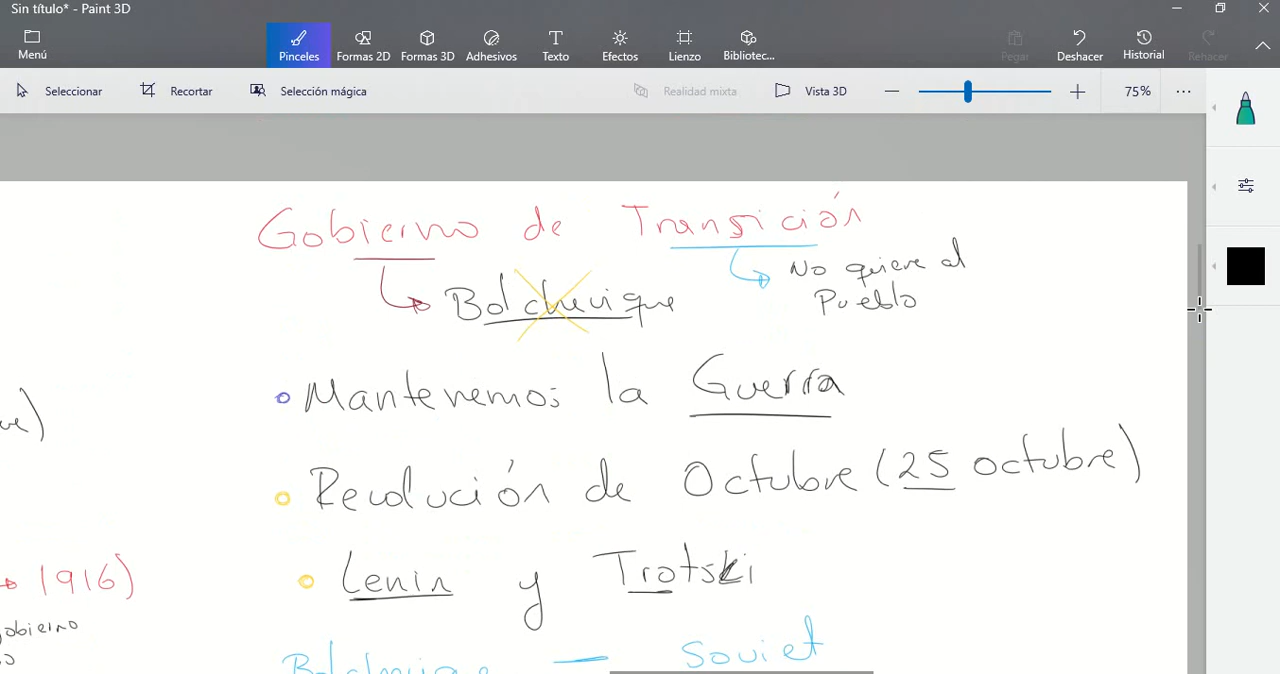 Sin título* - Paint 3D
Menú
Pinceles
Formas 2D
Formas 3D
Adhesivos
Texto
Efectos
Lienzo
Bibliotec...
Pegar
Deshacer
Historial
Rehacer
Seleccionar
Recortar
Selección mágica
Realidad mixta
Vista 3D
75%
Gobierno de Transición
No quiere al
Pueblo
Bolchevique
Mantenemos la Guerra
Revolución de Octubre (25 octubre)
Lenin y Trotski
1916)
gobierno
Bolchevique — Soviet